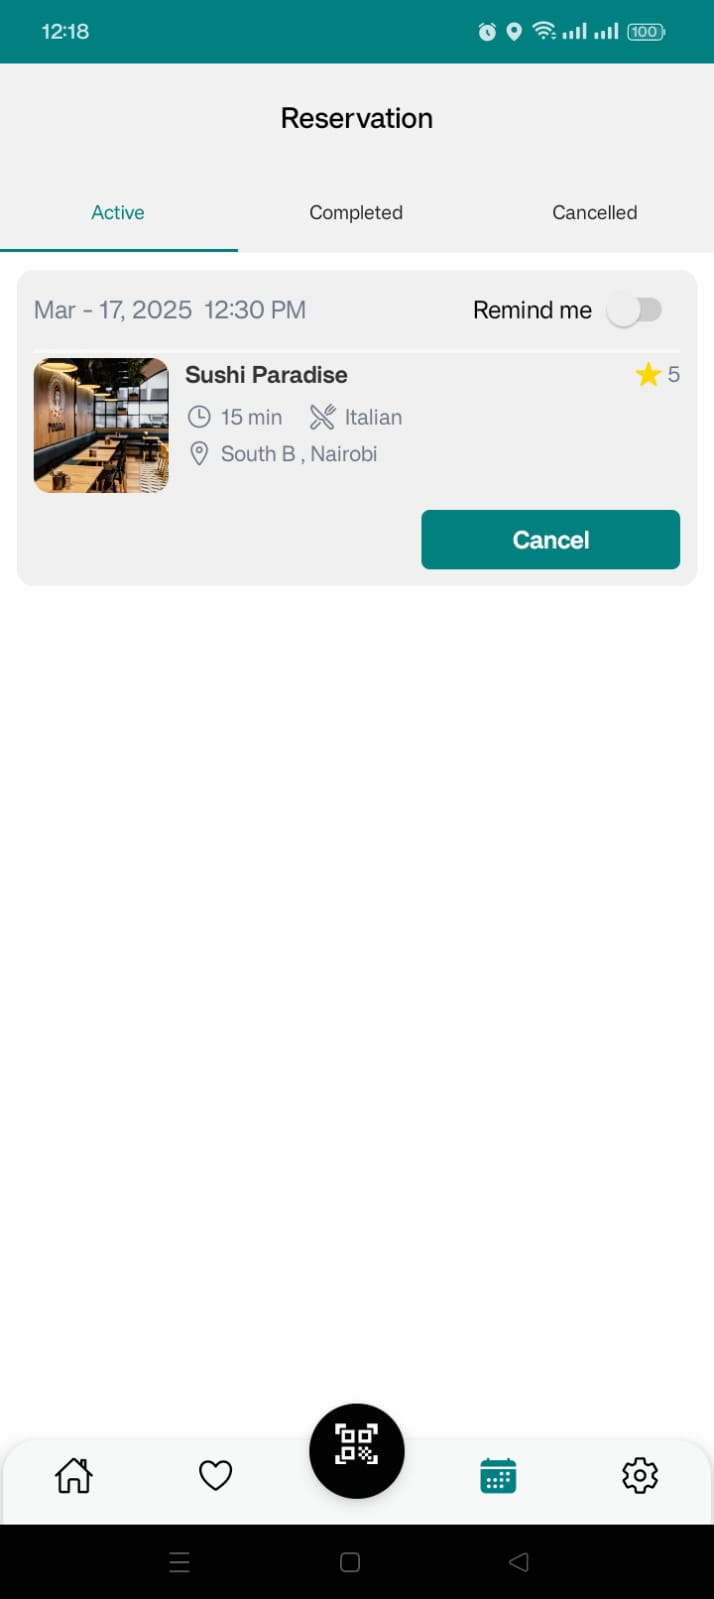 12:18 100
Reservation
Active Completed Cancelled
Mar - 17, 2025 12:30 PM Remind me
Sushi Paradise 5
15 min Italian
South B , Nairobi
Cancel